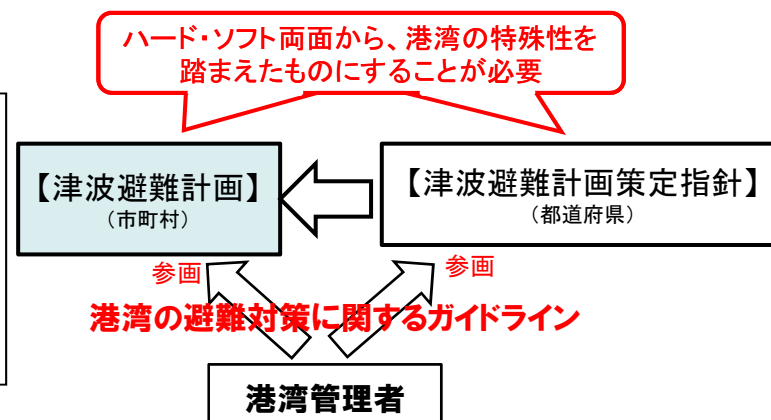 ハード・ソフト両面から、港湾の特殊性を
踏まえたものにすることが必要
【津波避難計画】
（市町村）
【津波避難計画策定指針】
（都道府県）
参画
参画
港湾の避難対策に関するガイドライン
港湾管理者